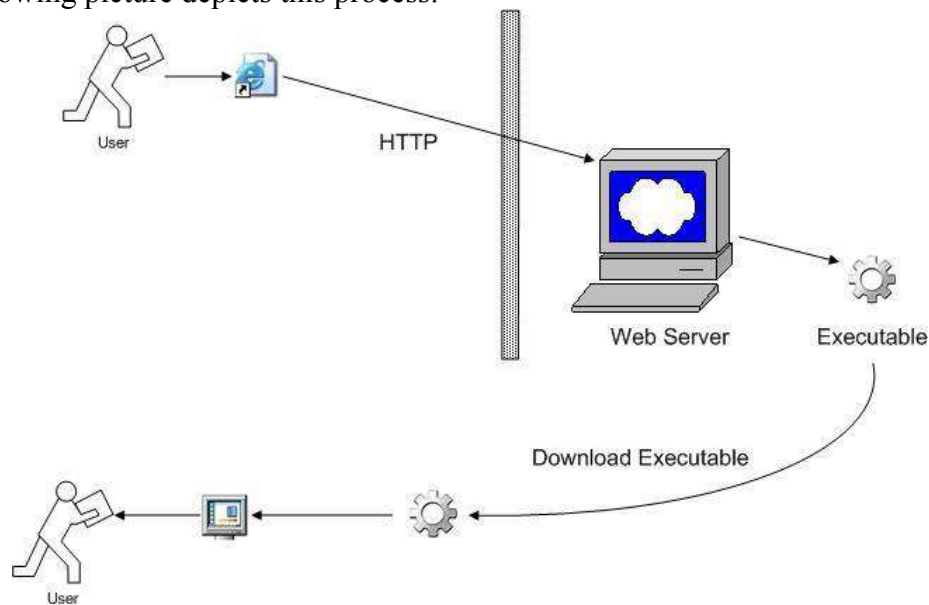 owing picture depicts this process:
User
HTTP
Web Server
Executable
Download Executable
User